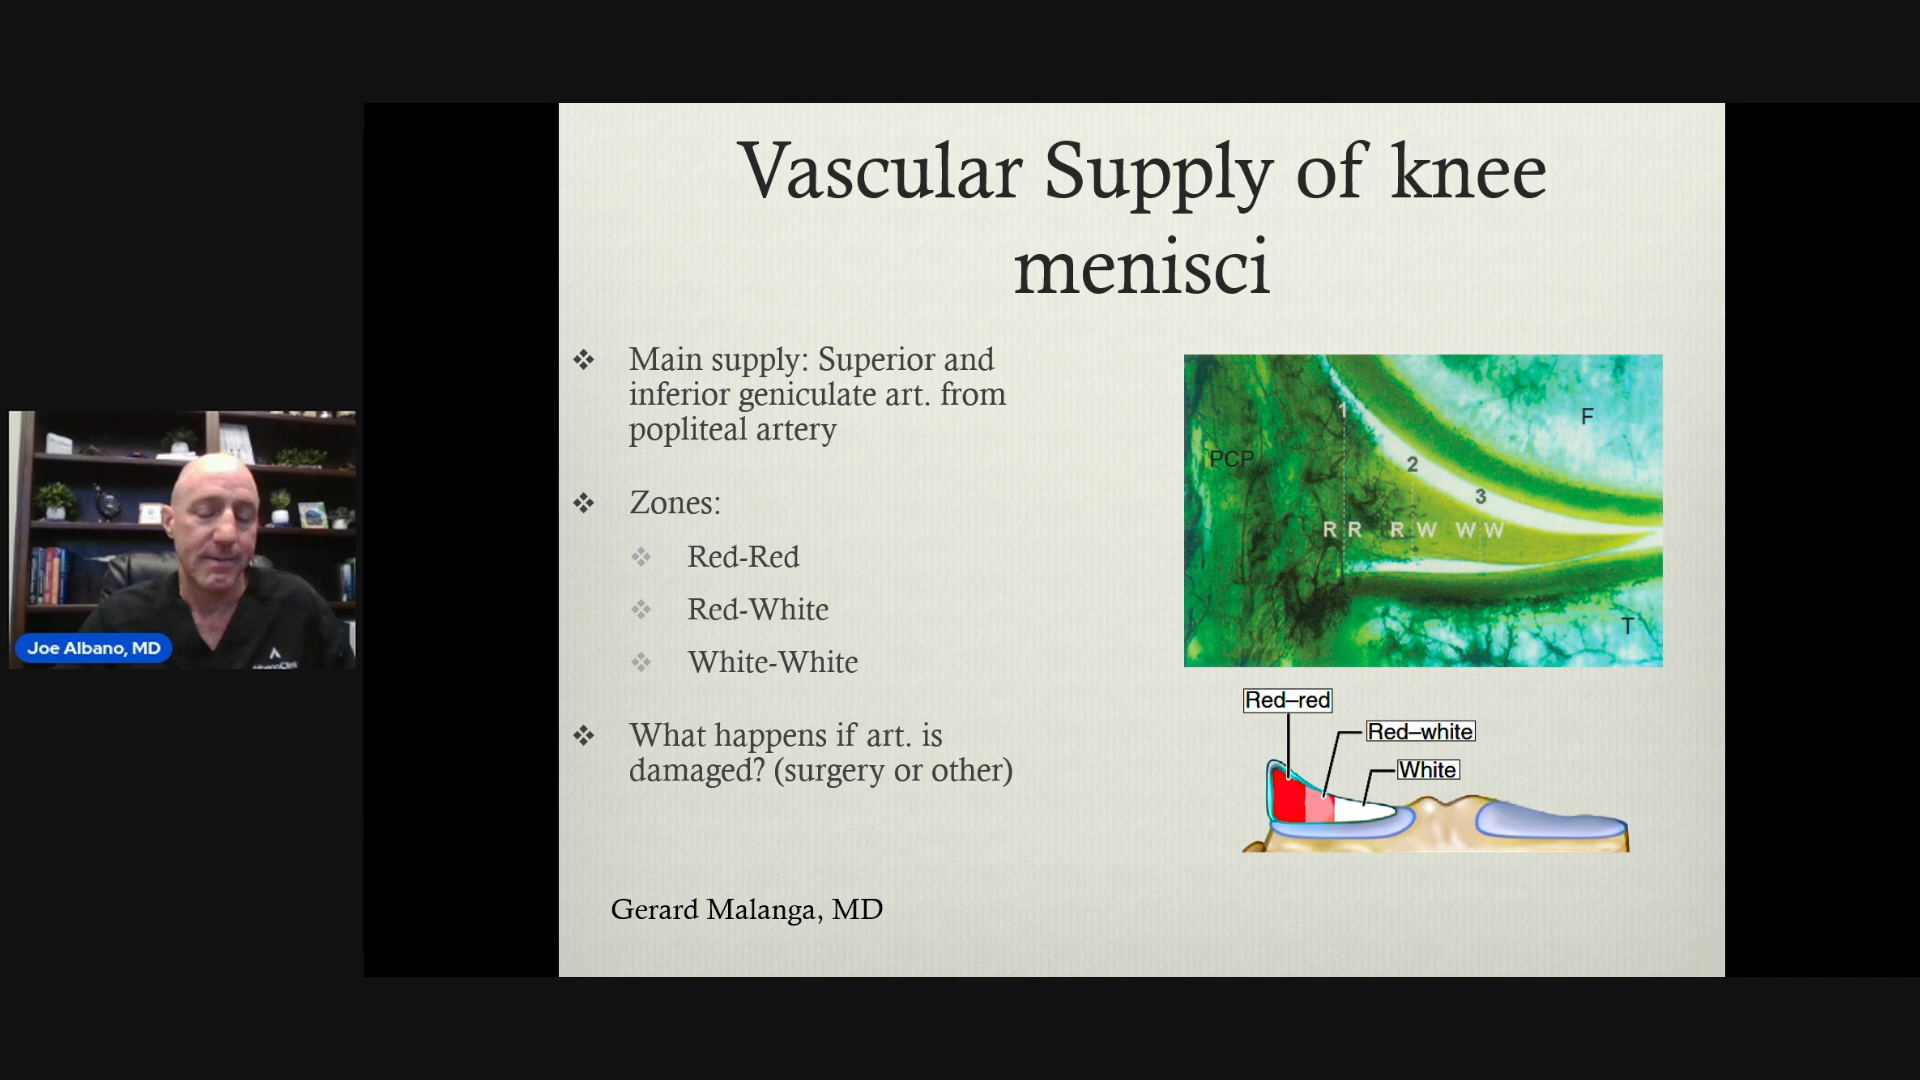 Vascular Supply of knee
menisci
❖ Main supply: Superior and
inferior geniculate art. from
popliteal artery
❖ Zones:
❖ Red-Red
❖ Red-White
❖ White-White
❖ What happens if art. is
damaged? (surgery or other)
Gerard Malanga, MD
F
1
PCP
2
3
R R R W W W
T
Red–red
Red–white
White
Joe Albano, MD